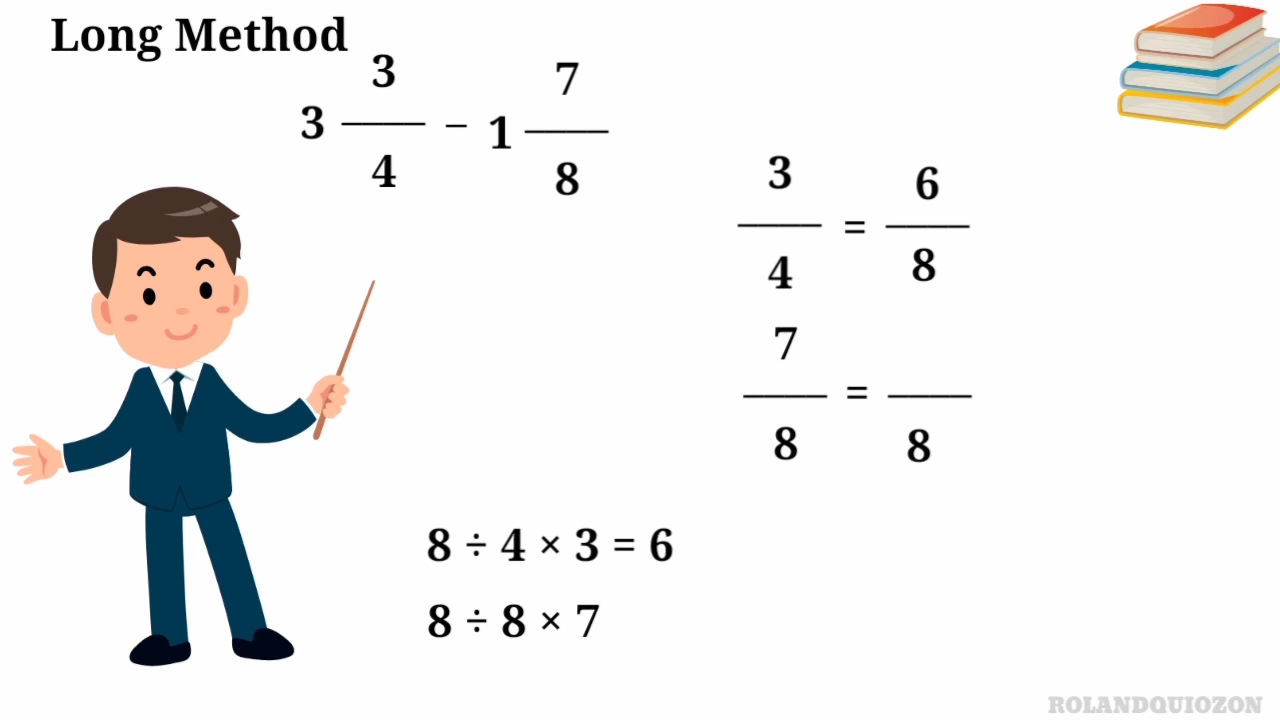 Long Method
3 3/4 − 1 7/8
3/4 = 6/8
7/8 = /8
8 ÷ 4 × 3 = 6
8 ÷ 8 × 7
ROLANDQUIOZON